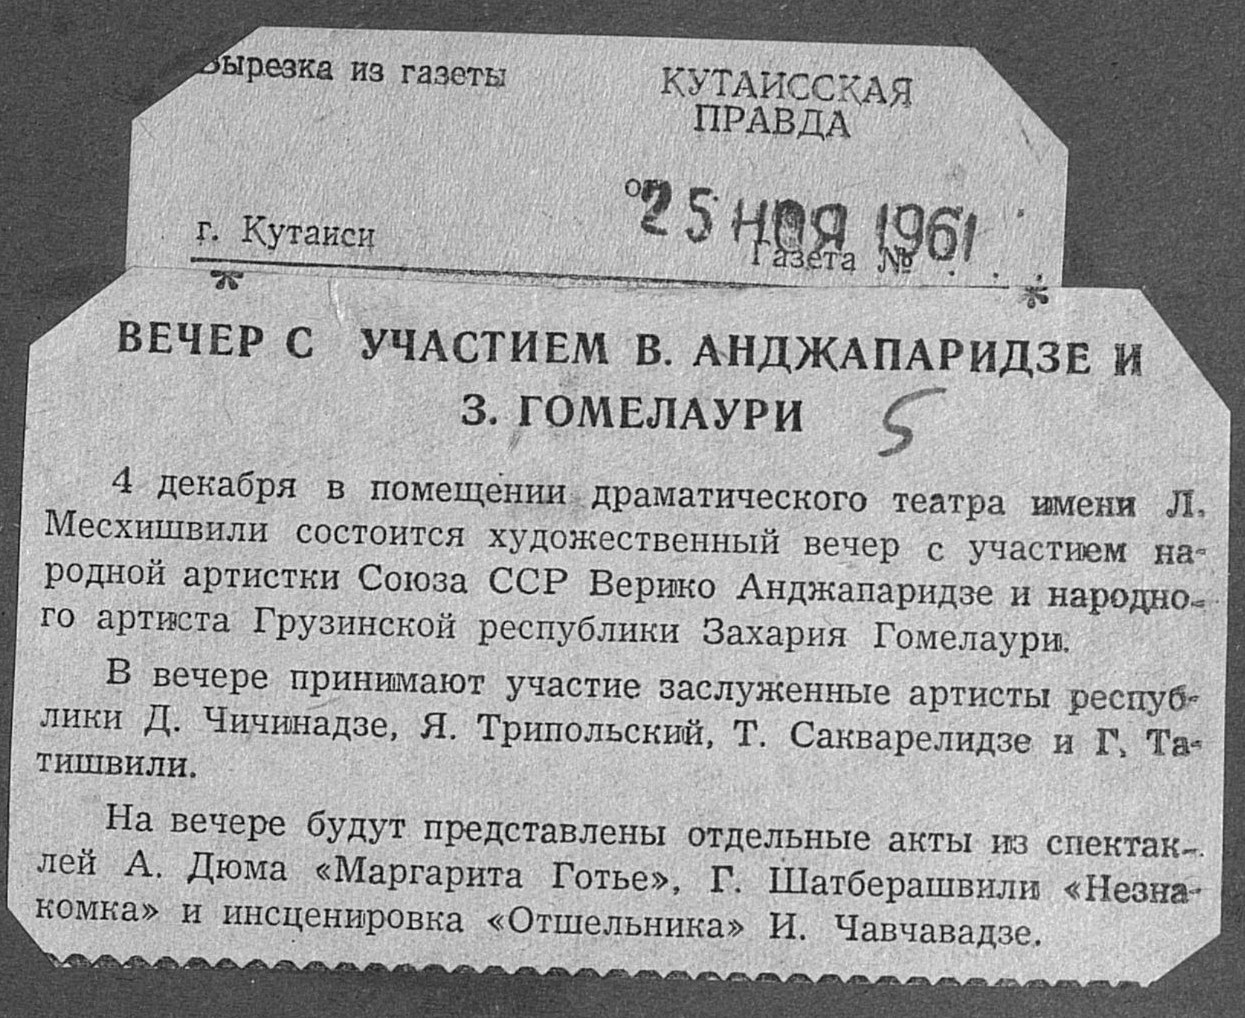 Вырезка из газеты
КУТАИССКАЯ
ПРАВДА
от
25 НОЯ 1961
г. Кутаиси
Газета №
ВЕЧЕР С УЧАСТИЕМ В. АНДЖАПАРИДЗЕ И
З. ГОМЕЛАУРИ 5
4 декабря в помещении драматического театра имени Л.
Месхишвили состоится художественный вечер с участием на-
родной артистки Союза ССР Верико Анджапаридзе и народно-
го артиста Грузинской республики Захария Гомелаури.
В вечере принимают участие заслуженные артисты респуб-
лики Д. Чичинадзе, Я. Трипольский, Т. Сакварелидзе и Г. Та-
тишвили.
На вечере будут представлены отдельные акты из спектак-
лей А. Дюма «Маргарита Готье», Г. Шатберашвили «Незна-
комка» и инсценировка «Отшельника» И. Чавчавадзе.